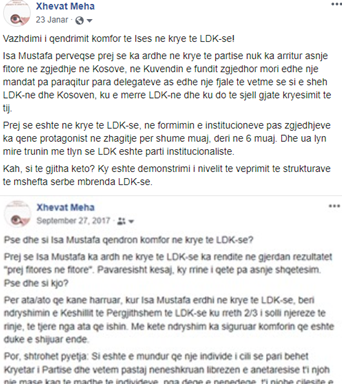 Xhevat Meha
23 Janar ·
Vazhdimi i qendrimit komfor te Ises ne krye te LDK-se!
Isa Mustafa perveqse prej se ka ardhe ne krye te partise nuk ka arritur asnje
fitore ne zgjedhje ne Kosove, ne Kuvendin e fundit zgjedhor mori edhe nje
mandat pa paraqitur para delegateve as edhe nje fjale te vetme se si e sheh
LDK-ne dhe Kosoven, ku e merre LDK-ne dhe ku do te sjell gjate kryesimit te
tij.
Prej se eshte ne krye te LDK-se, ne formimin e institucioneve pas zgjedhjeve
ka qene protagonist ne zhagitje per shume muaj, deri ne 6 muaj. Dhe ua lyn
mire trunin me tlyn se LDK eshte parti institucionaliste.
Kah, si te gjitha keto? Ky eshte demonstrimi i nivelit te veprimit te strukturave
te mshefta serbe mbrenda LDK-se.
Xhevat Meha
September 27, 2017 ·
Pse dhe si Isa Mustafa qendron komfor ne krye te LDK-se?
Prej se Isa Mustafa ka ardh ne krye te LDK-se ka rendite ne gjerdan rezultatet
"prej fitores ne fitore". Pavaresisht kesaj, ky rrine i qete pa asnje shqetesim.
Pse dhe si kjo?
Per ata/ato qe kane harruar, kur Isa Mustafa erdhi ne krye te LDK-se, beri
ndryshimin e Keshillit te Pergjithshem te LDK-se ku rreth 2/3 i solli njereze te
rinje, te tjere nga ata qe ishin. Me kete ndryshim ka siguruar komforin qe eshte
duke e shijuar ende.
Por, shtrohet pyetja: Si eshte e mundur qe nje individe i cili se pari behet
Kryetar i Partise dhe vetem pastaj neneshkruan librezen e anetaresise t'i njoh